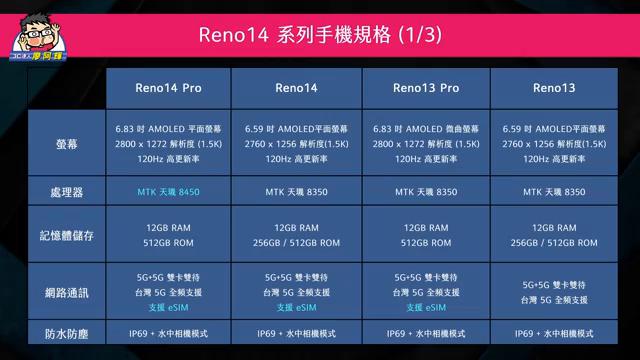 Reno14 系列手機規格 (1/3)
3C達人 廖阿輝
Reno14 Pro
Reno14
Reno13 Pro
Reno13
螢幕
6.83 吋 AMOLED 平面螢幕
2800 x 1272 解析度 (1.5K)
120Hz 高更新率
6.59 吋 AMOLED平面螢幕
2760 x 1256 解析度(1.5K)
120Hz 高更新率
6.83 吋 AMOLED 微曲螢幕
2800 x 1272 解析度 (1.5K)
120Hz 高更新率
6.59 吋 AMOLED平面螢幕
2760 x 1256 解析度(1.5K)
120Hz 高更新率
處理器
MTK 天璣 8450
MTK 天璣 8350
MTK 天璣 8350
MTK 天璣 8350
記憶體儲存
12GB RAM
512GB ROM
12GB RAM
256GB / 512GB ROM
12GB RAM
512GB ROM
12GB RAM
256GB / 512GB ROM
網路通訊
5G+5G 雙卡雙待
台灣 5G 全頻支援
支援 eSIM
5G+5G 雙卡雙待
台灣 5G 全頻支援
支援 eSIM
5G+5G 雙卡雙待
台灣 5G 全頻支援
支援 eSIM
5G+5G 雙卡雙待
台灣 5G 全頻支援
防水防塵
IP69 + 水中相機模式
IP69 + 水中相機模式
IP69 + 水中相機模式
IP69 + 水中相機模式